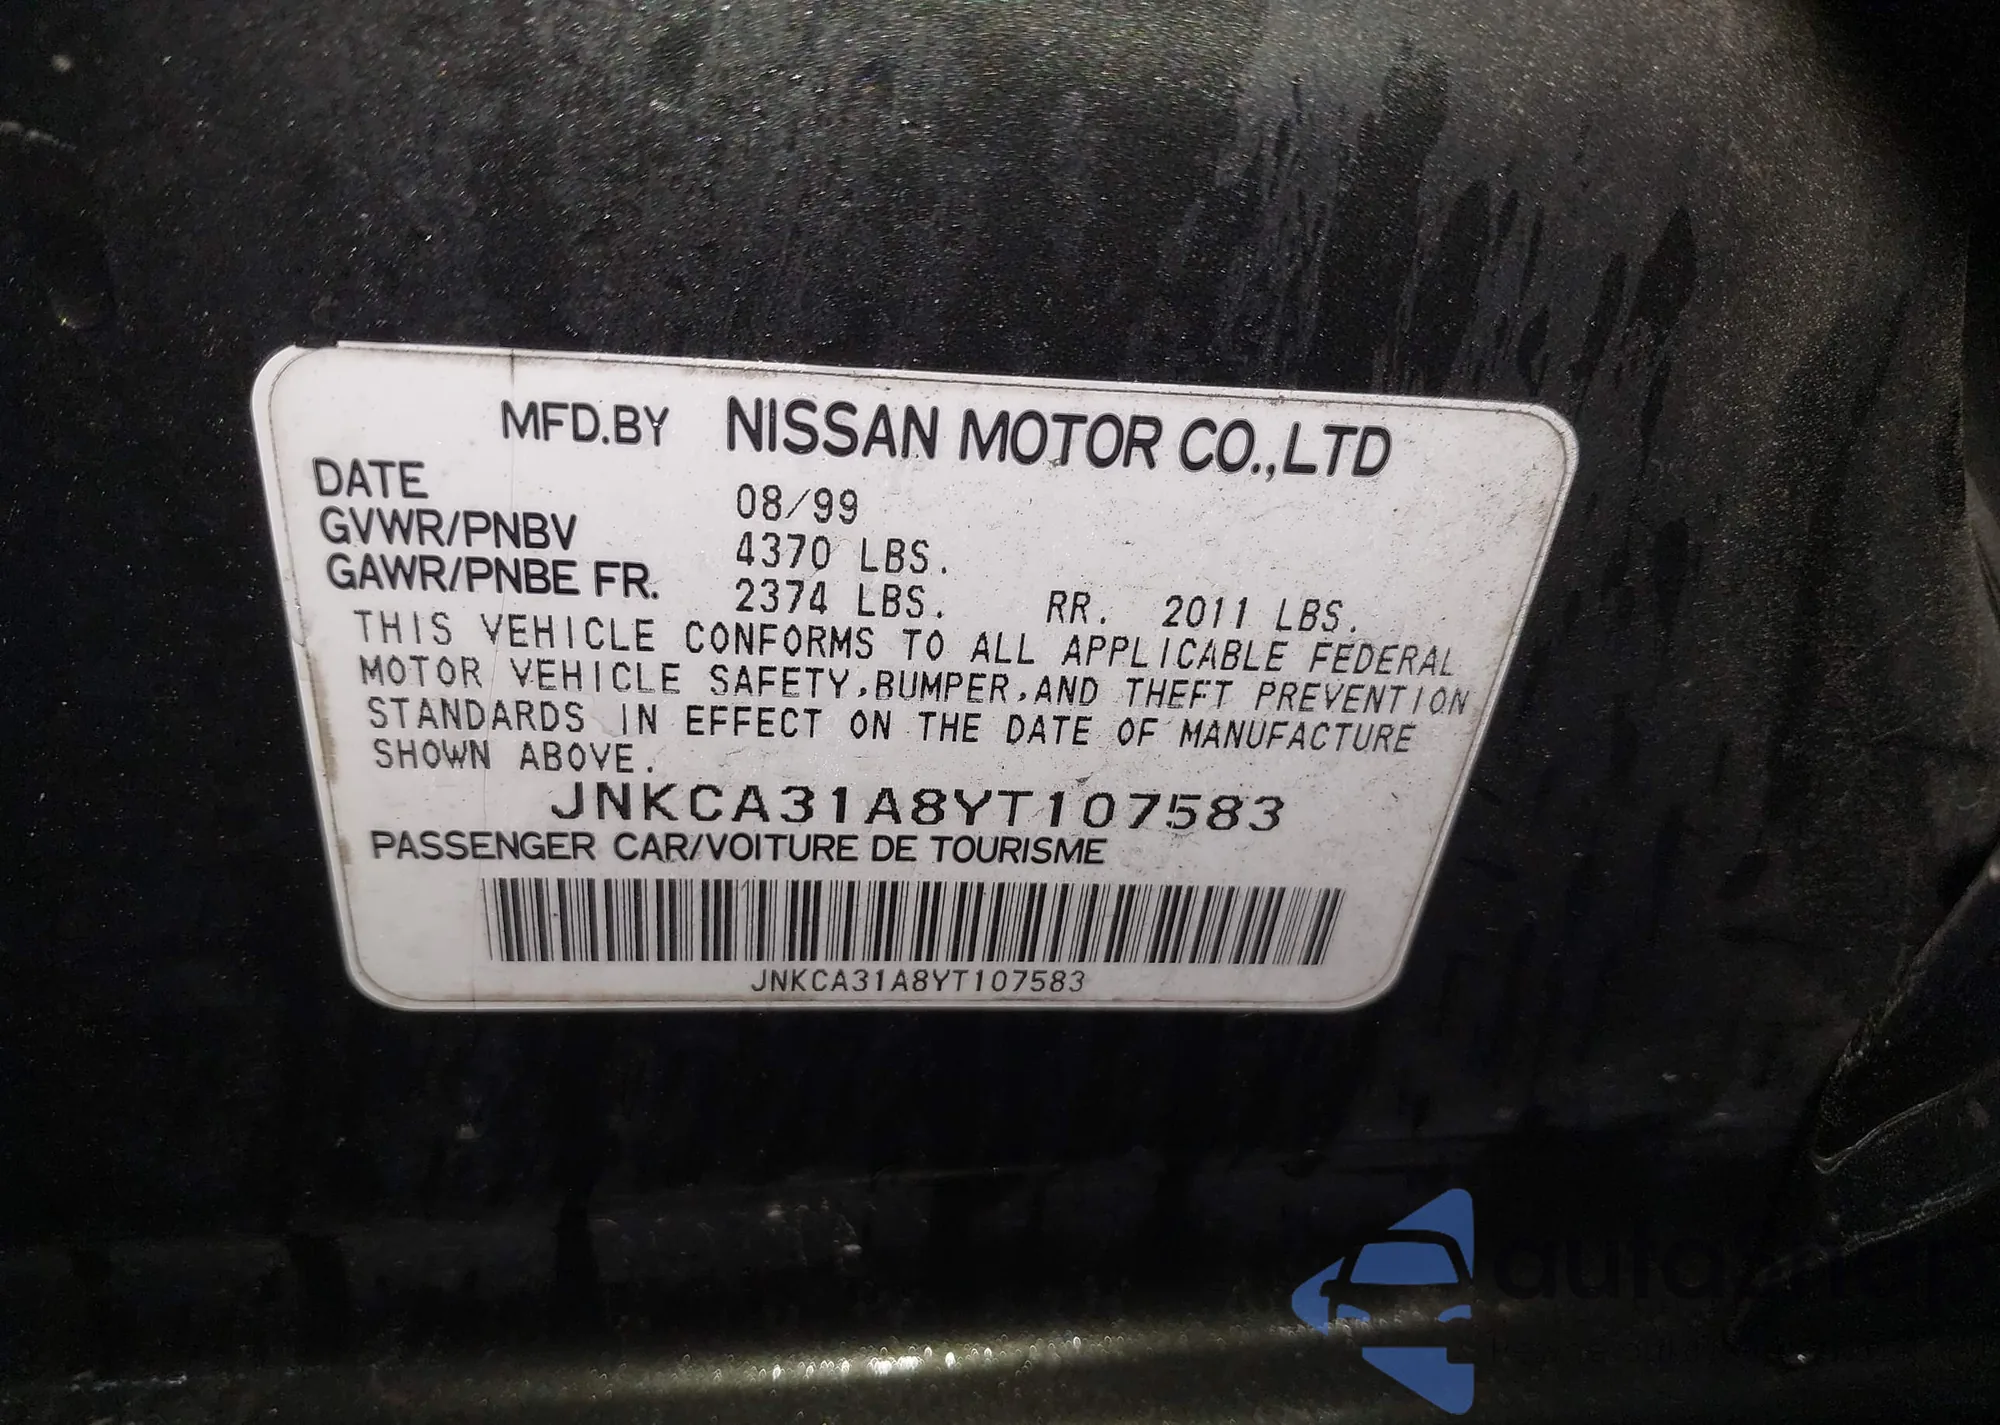 MFD.BY NISSAN MOTOR CO.,LTD
DATE 08/99
GVWR/PNBV 4370 LBS.
GAWR/PNBE FR. 2374 LBS. RR. 2011 LBS.
THIS VEHICLE CONFORMS TO ALL APPLICABLE FEDERAL
MOTOR VEHICLE SAFETY,BUMPER,AND THEFT PREVENTION
STANDARDS IN EFFECT ON THE DATE OF MANUFACTURE
SHOWN ABOVE.
JNKCA31A8YT107583
PASSENGER CAR/VOITURE DE TOURISME
JNKCA31A8YT107583